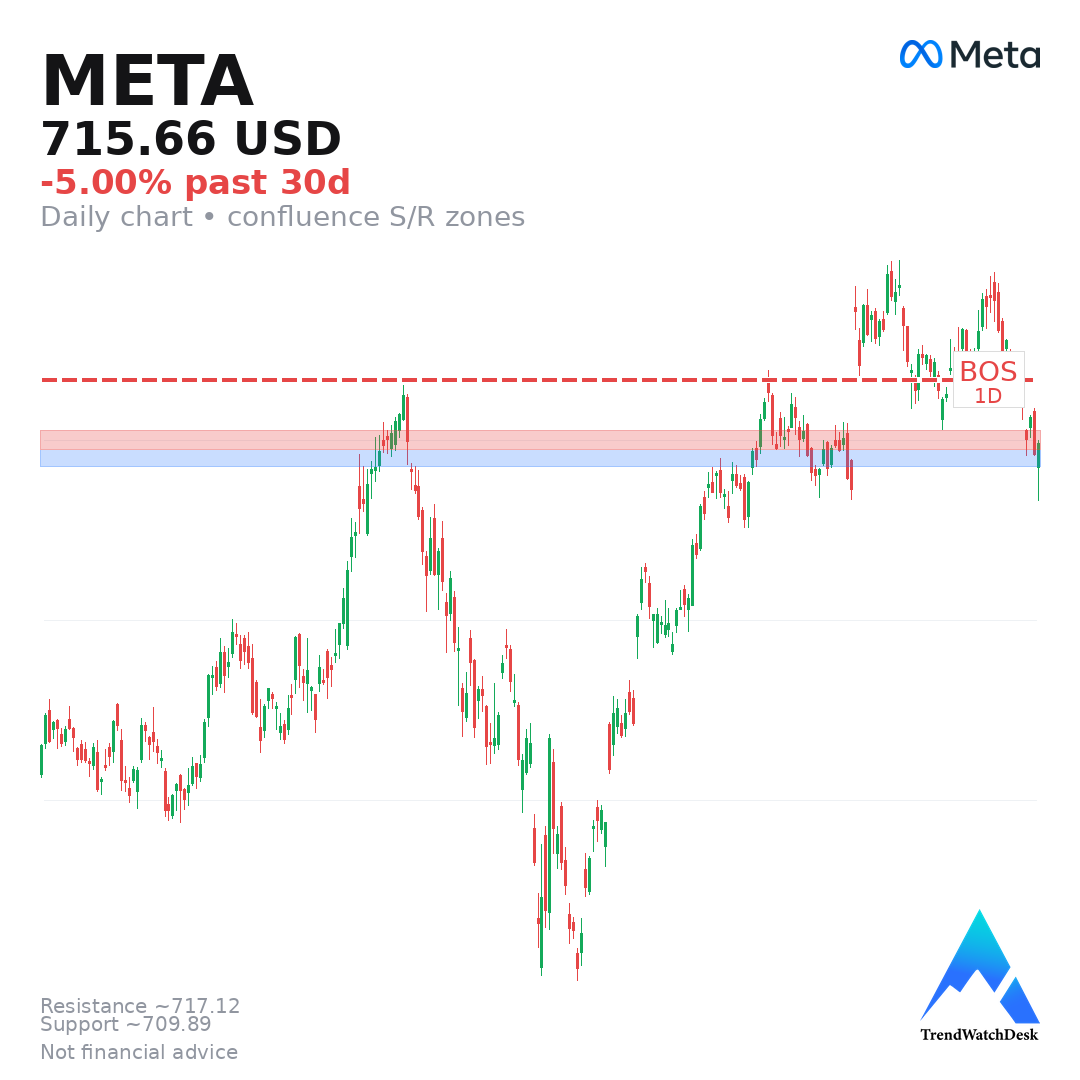 META
Meta
715.66 USD
-5.00% past 30d
Daily chart • confluence S/R zones
BOS
1D
Resistance ~717.12
Support ~709.89
Not financial advice
TrendWatchDesk